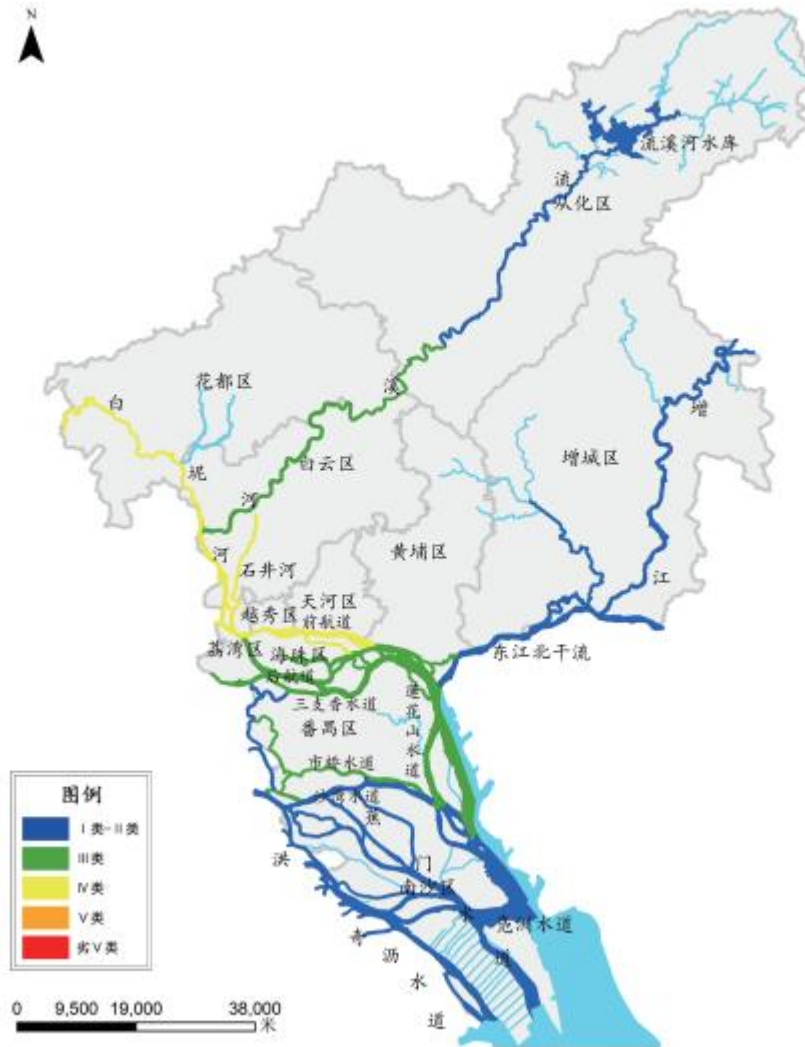 N
流溪河水库
流
从化区
溪
花都区
白
增
坭
白云区
增城区
河
黄埔区
河
石井河
江
天河区
越秀区
前航道
荔湾区
海珠区
东江北干流
后航道
莲花山水道
三支香水道
番禺区
市桥水道
沙湾水道
蕉
图例
Ⅰ类-Ⅱ类
Ⅲ类
Ⅳ类
Ⅴ类
劣Ⅴ类
洪
门
南沙区
水
凫洲水道
奇
道
沥
水
道
0 9,500 19,000 38,000
米